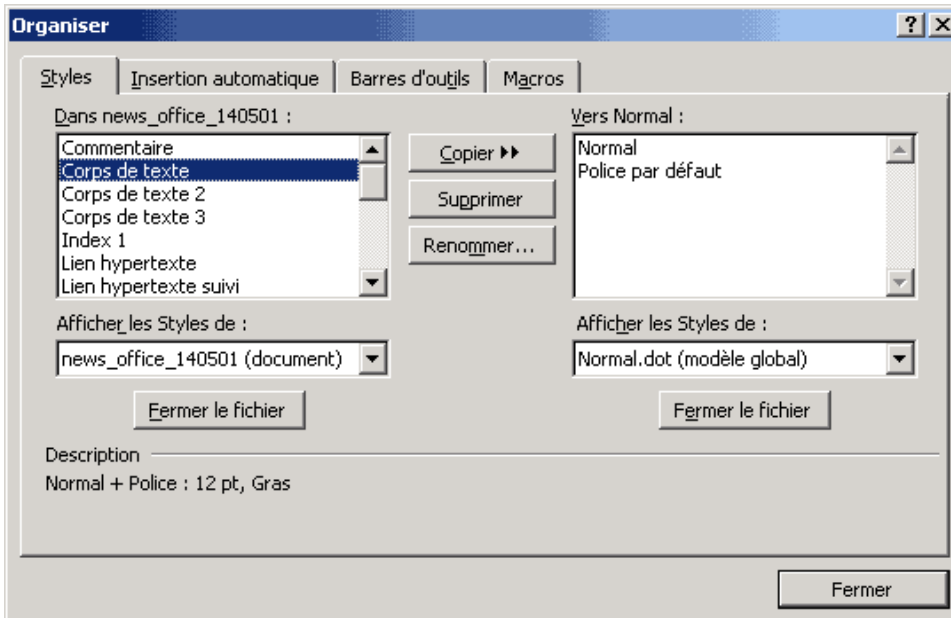 Organiser
Styles Insertion automatique Barres d'outils Macros
Dans news_office_140501 :
Commentaire
Corps de texte
Corps de texte 2
Corps de texte 3
Index 1
Lien hypertexte
Lien hypertexte suivi
Copier
Supprimer
Renommer...
Vers Normal :
Normal
Police par défaut
Afficher les Styles de :
news_office_140501 (document)
Fermer le fichier
Afficher les Styles de :
Normal.dot (modèle global)
Fermer le fichier
Description
Normal + Police : 12 pt, Gras
Fermer